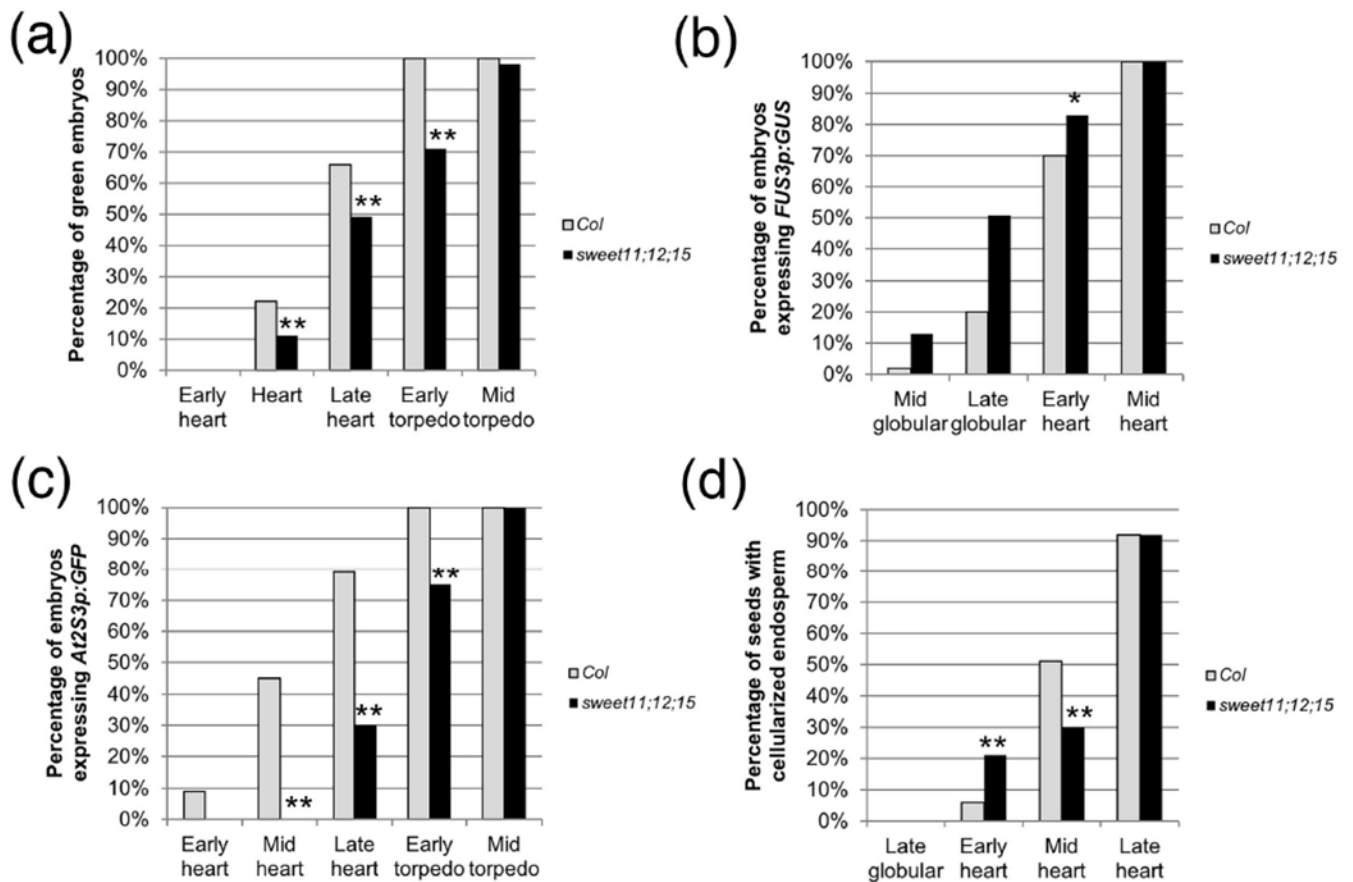 (a)
Percentage of green embryos
100%
90%
80%
70%
60%
50%
40%
30%
20%
10%
0%
**
**
**
Early heart
Heart
Late heart
Early torpedo
Mid torpedo
Col
sweet11;12;15
(b)
Percentage of embryos
expressing FUS3p:GUS
100%
90%
80%
70%
60%
50%
40%
30%
20%
10%
0%
*
Mid globular
Late globular
Early heart
Mid heart
Col
sweet11;12;15
(c)
Percentage of embryos
expressing At2S3p:GFP
100%
90%
80%
70%
60%
50%
40%
30%
20%
10%
0%
**
**
**
Early heart
Mid heart
Late heart
Early torpedo
Mid torpedo
Col
sweet11;12;15
(d)
Percentage of seeds with
cellularized endosperm
100%
90%
80%
70%
60%
50%
40%
30%
20%
10%
0%
**
**
Late globular
Early heart
Mid heart
Late heart
Col
sweet11;12;15